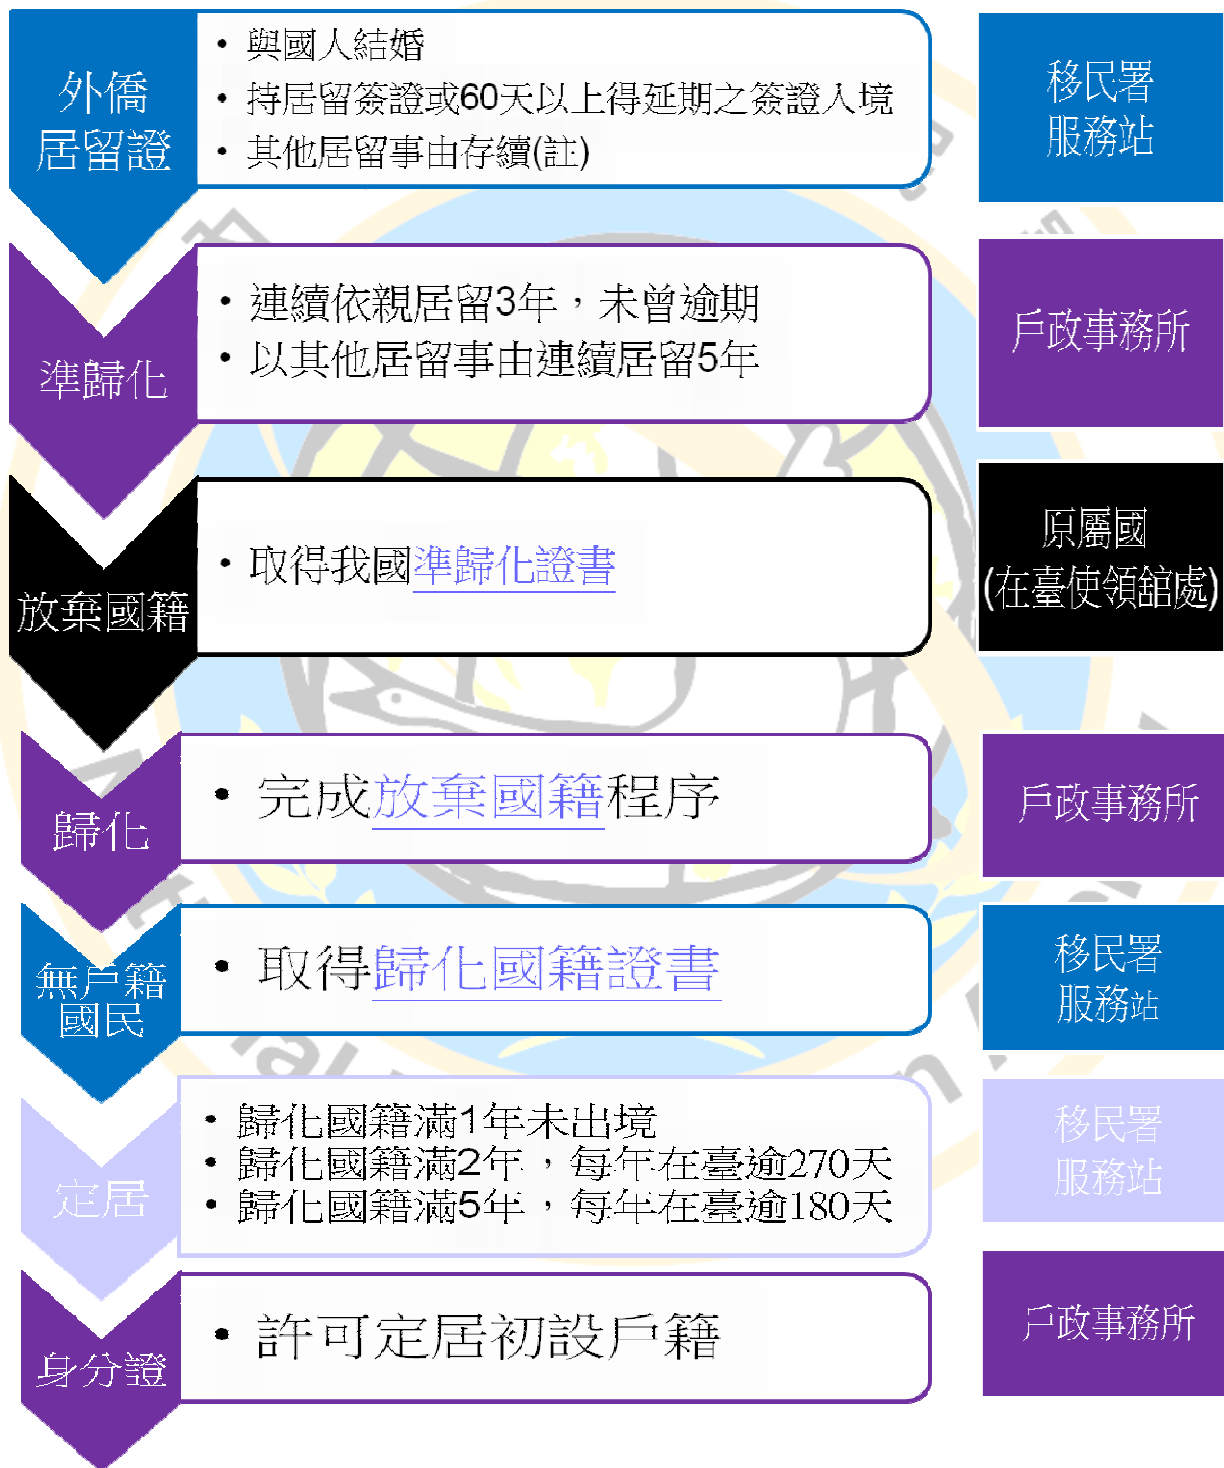 外僑
居留證
• 與國人結婚
• 持居留簽證或60天以上得延期之簽證入境
• 其他居留事由存續(註)
移民署
服務站
準歸化
• 連續依親居留3年，未曾逾期
• 以其他居留事由連續居留5年
戶政事務所
放棄國籍
• 取得我國準歸化證書
原屬國
(在臺使領館處)
歸化
• 完成放棄國籍程序
戶政事務所
無戶籍
國民
• 取得歸化國籍證書
移民署
服務站
定居
• 歸化國籍滿1年未出境
• 歸化國籍滿2年，每年在臺逾270天
• 歸化國籍滿5年，每年在臺逾180天
移民署
服務站
身分證
• 許可定居初設戶籍
戶政事務所